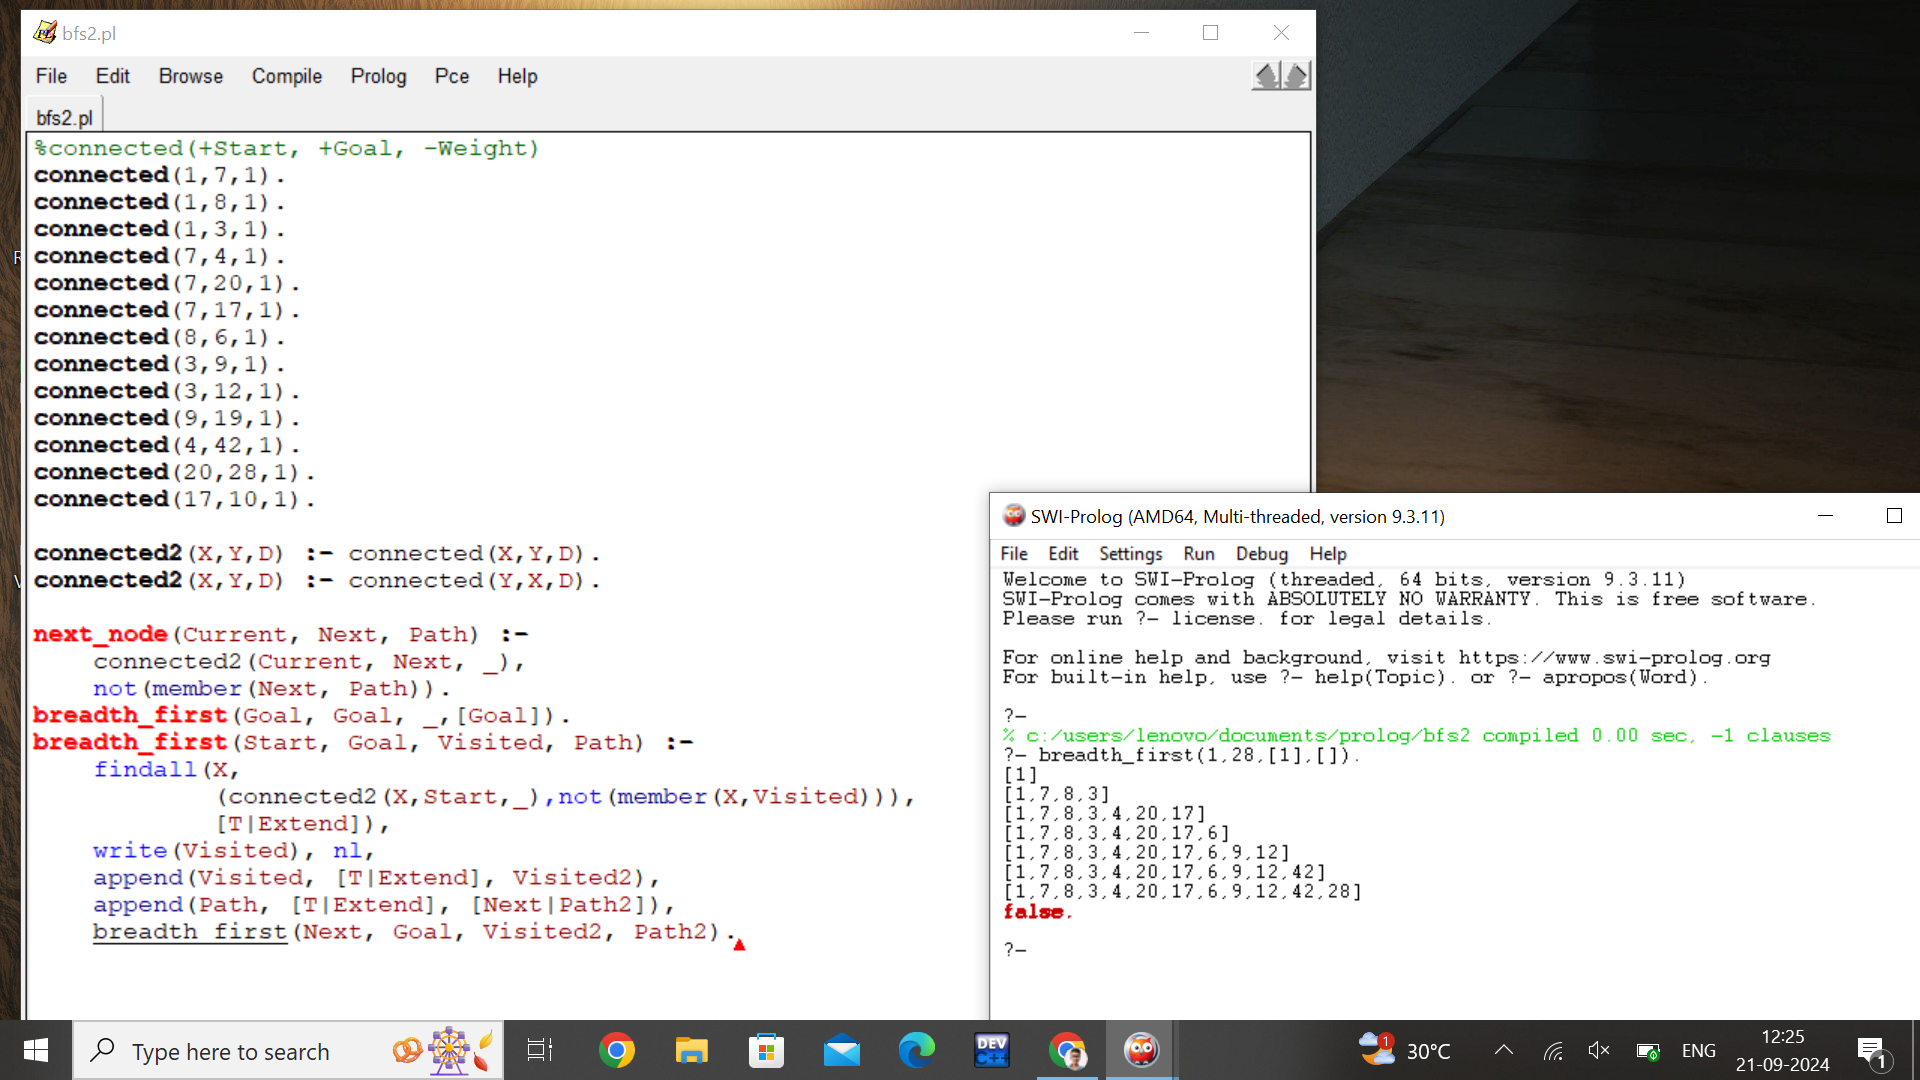 bfs2.pl
File Edit Browse Compile Prolog Pce Help
bfs2.pl
%connected(+Start, +Goal, -Weight)
connected(1,7,1).
connected(1,8,1).
connected(1,3,1).
connected(7,4,1).
connected(7,20,1).
connected(7,17,1).
connected(8,6,1).
connected(3,9,1).
connected(3,12,1).
connected(9,19,1).
connected(4,42,1).
connected(20,28,1).
connected(17,10,1).
connected2(X,Y,D) :- connected(X,Y,D).
connected2(X,Y,D) :- connected(Y,X,D).
next_node(Current, Next, Path) :-
connected2(Current, Next, _),
not(member(Next, Path)).
breadth_first(Goal, Goal, _,[Goal]).
breadth_first(Start, Goal, Visited, Path) :-
findall(X,
(connected2(X,Start,_),not(member(X,Visited))),
[T|Extend]),
write(Visited), nl,
append(Visited, [T|Extend], Visited2),
append(Path, [T|Extend], [Next|Path2]),
breadth_first(Next, Goal, Visited2, Path2).
SWI-Prolog (AMD64, Multi-threaded, version 9.3.11)
File Edit Settings Run Debug Help
Welcome to SWI-Prolog (threaded, 64 bits, version 9.3.11)
SWI-Prolog comes with ABSOLUTELY NO WARRANTY. This is free software.
Please run ?- license. for legal details.
For online help and background, visit https://www.swi-prolog.org
For built-in help, use ?- help(Topic). or ?- apropos(Word).
?-
% c:/users/lenovo/documents/prolog/bfs2 compiled 0.00 sec, -1 clauses
?- breadth_first(1,28,[1],[]).
[1]
[1,7,8,3]
[1,7,8,3,4,20,17]
[1,7,8,3,4,20,17,6]
[1,7,8,3,4,20,17,6,9,12]
[1,7,8,3,4,20,17,6,9,12,42]
[1,7,8,3,4,20,17,6,9,12,42,28]
false.
?-
Type here to search
DEV C++
1
30°C
ENG
12:25
21-09-2024
1